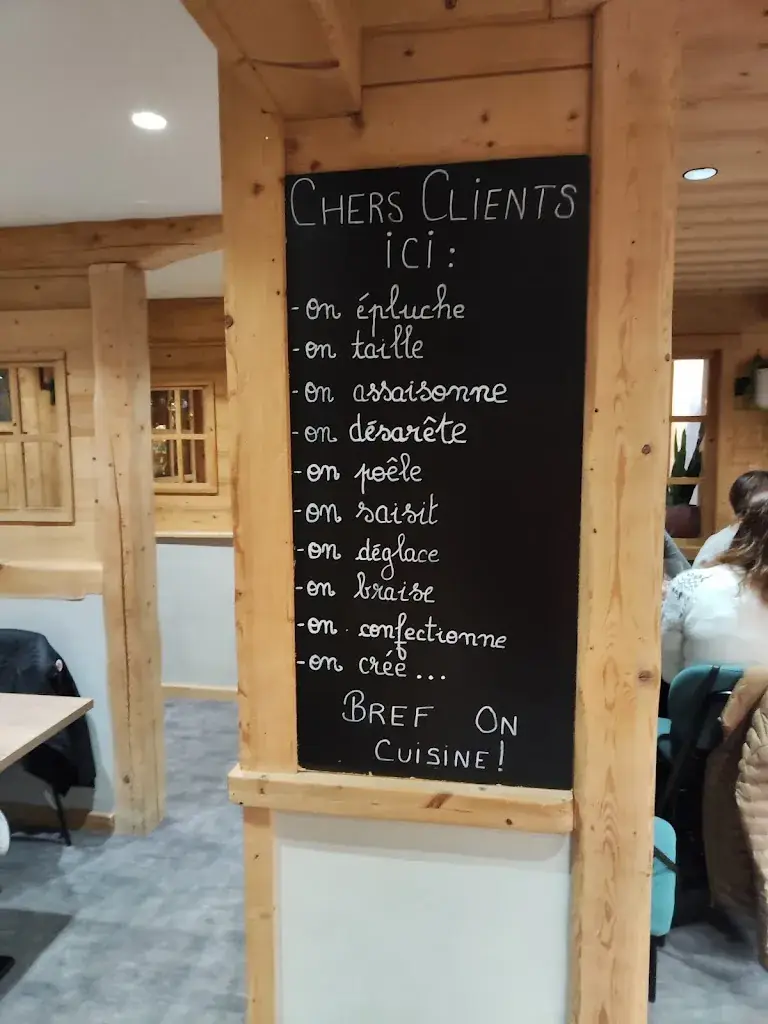 CHERS CLIENTS
ICI :
- on épluche
- on taille
- on assaisonne
- on désarête
- on poêle
- on saisit
- on déglace
- on braise
- on confectionne
- on créé ...
BREF ON
CUISINE !